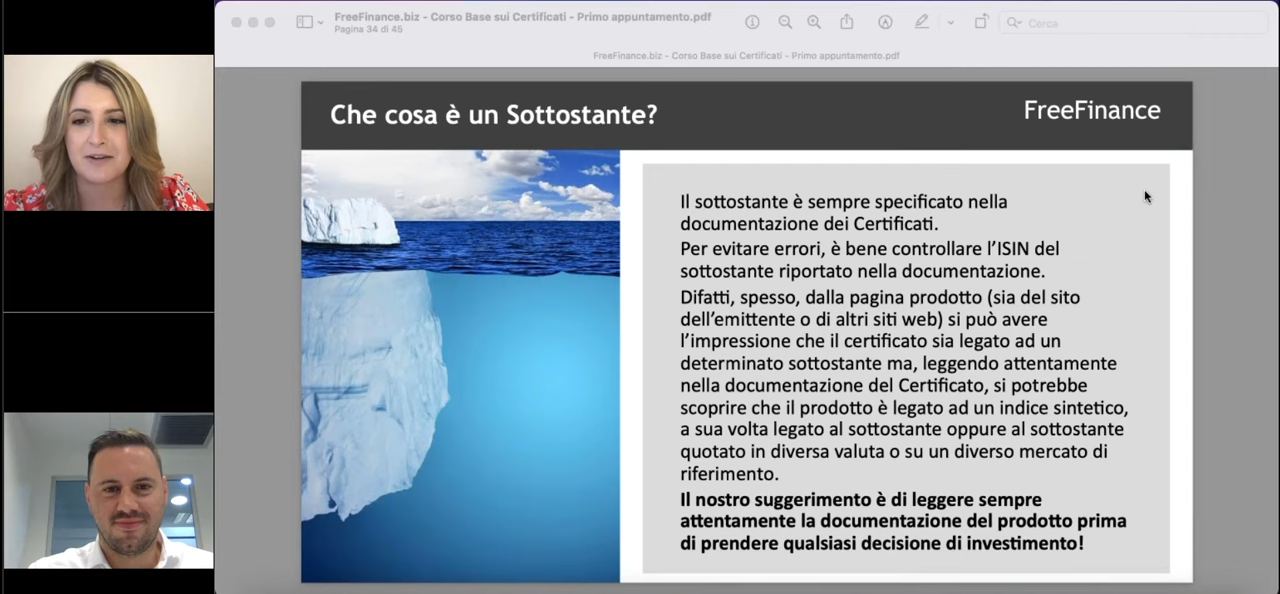 FreeFinance.biz - Corso Base sui Certificati - Primo appuntamento.pdf
Pagina 34 di 45
Cerca
FreeFinance.biz - Corso Base sui Certificati - Primo appuntamento.pdf
Che cosa è un Sottostante?
FreeFinance
Il sottostante è sempre specificato nella
documentazione dei Certificati.
Per evitare errori, è bene controllare l’ISIN del
sottostante riportato nella documentazione.
Difatti, spesso, dalla pagina prodotto (sia del sito
dell’emittente o di altri siti web) si può avere
l’impressione che il certificato sia legato ad un
determinato sottostante ma, leggendo attentamente
nella documentazione del Certificato, si potrebbe
scoprire che il prodotto è legato ad un indice sintetico,
a sua volta legato al sottostante oppure al sottostante
quotato in diversa valuta o su un diverso mercato di
riferimento.
Il nostro suggerimento è di leggere sempre
attentamente la documentazione del prodotto prima
di prendere qualsiasi decisione di investimento!